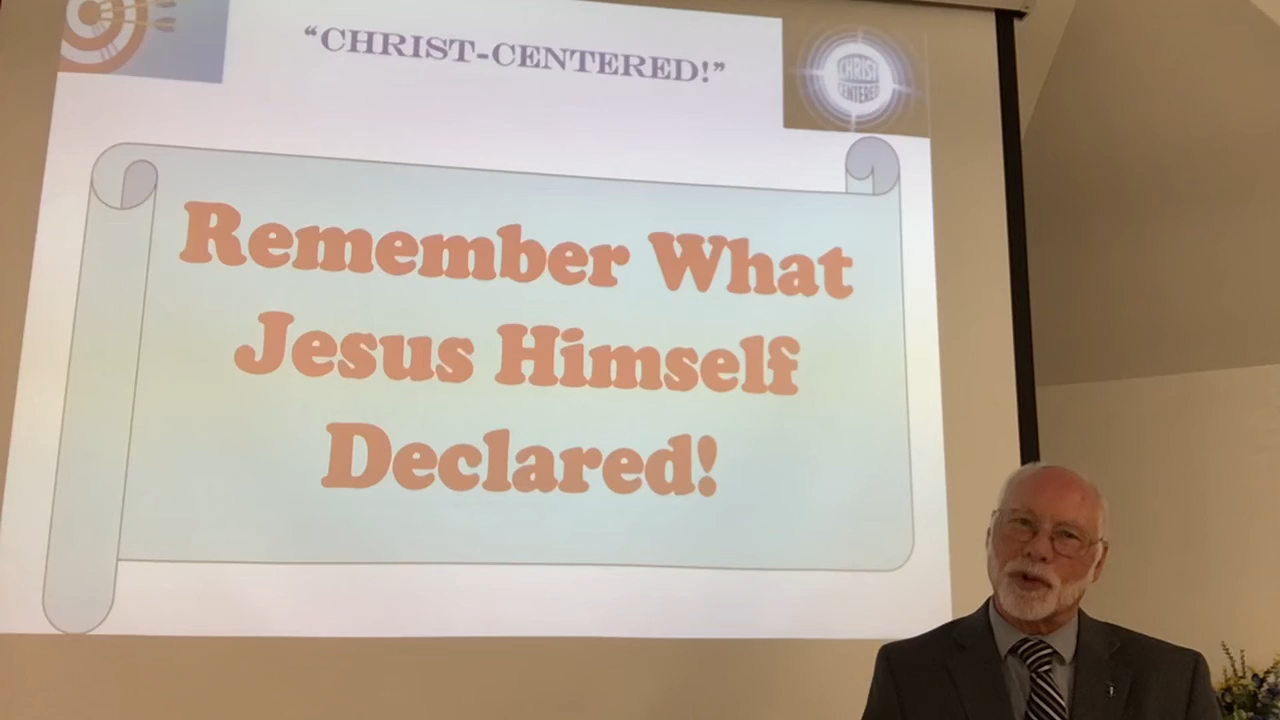 “CHRIST-CENTERED!”
CHRIST
CENTERED
Remember What
Jesus Himself
Declared!